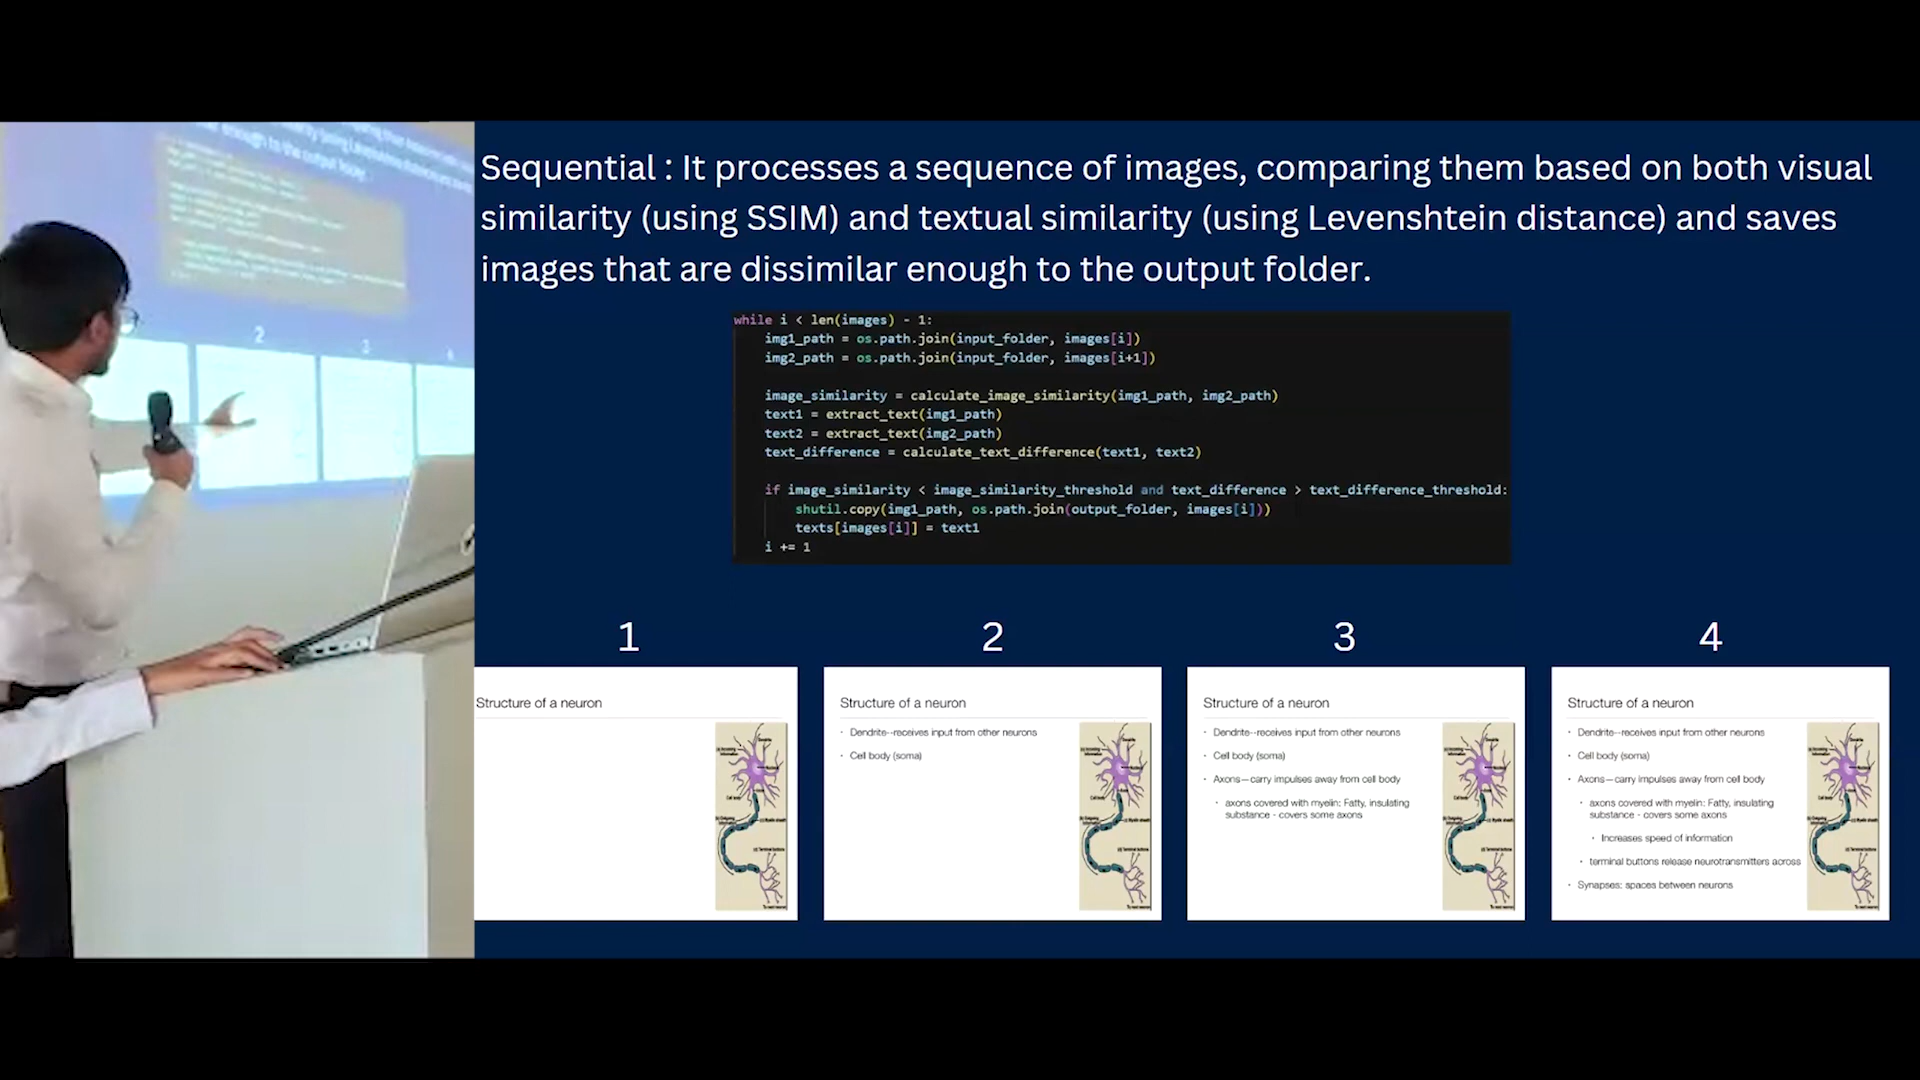 Sequential : It processes a sequence of images, comparing them based on both visual
similarity (using SSIM) and textual similarity (using Levenshtein distance) and saves
images that are dissimilar enough to the output folder.
while i < len(images) - 1:
img1_path = os.path.join(input_folder, images[i])
img2_path = os.path.join(input_folder, images[i+1])
image_similarity = calculate_image_similarity(img1_path, img2_path)
text1 = extract_text(img1_path)
text2 = extract_text(img2_path)
text_difference = calculate_text_difference(text1, text2)
if image_similarity < image_similarity_threshold and text_difference > text_difference_threshold:
shutil.copy(img1_path, os.path.join(output_folder, images[i]))
texts[images[i]] = text1
i += 1
1
Structure of a neuron
2
Structure of a neuron
· Dendrite--receives input from other neurons
· Cell body (soma)
3
Structure of a neuron
· Dendrite--receives input from other neurons
· Cell body (soma)
· Axons—carry impulses away from cell body
· axons covered with myelin: Fatty, insulating
substance - covers some axons
4
Structure of a neuron
· Dendrite--receives input from other neurons
· Cell body (soma)
· Axons—carry impulses away from cell body
· axons covered with myelin: Fatty, insulating
substance - covers some axons
· Increases speed of information
· terminal buttons release neurotransmitters across
· Synapses: spaces between neurons
2
3